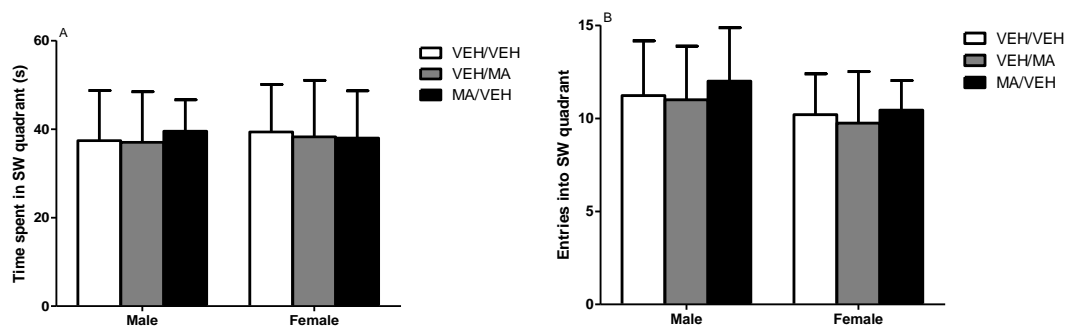 A
Time spent in SW quadrant (s)
60
40
20
0
Male
Female
VEH/VEH
VEH/MA
MA/VEH
B
Entries into SW quadrant
15
10
5
0
Male
Female
VEH/VEH
VEH/MA
MA/VEH